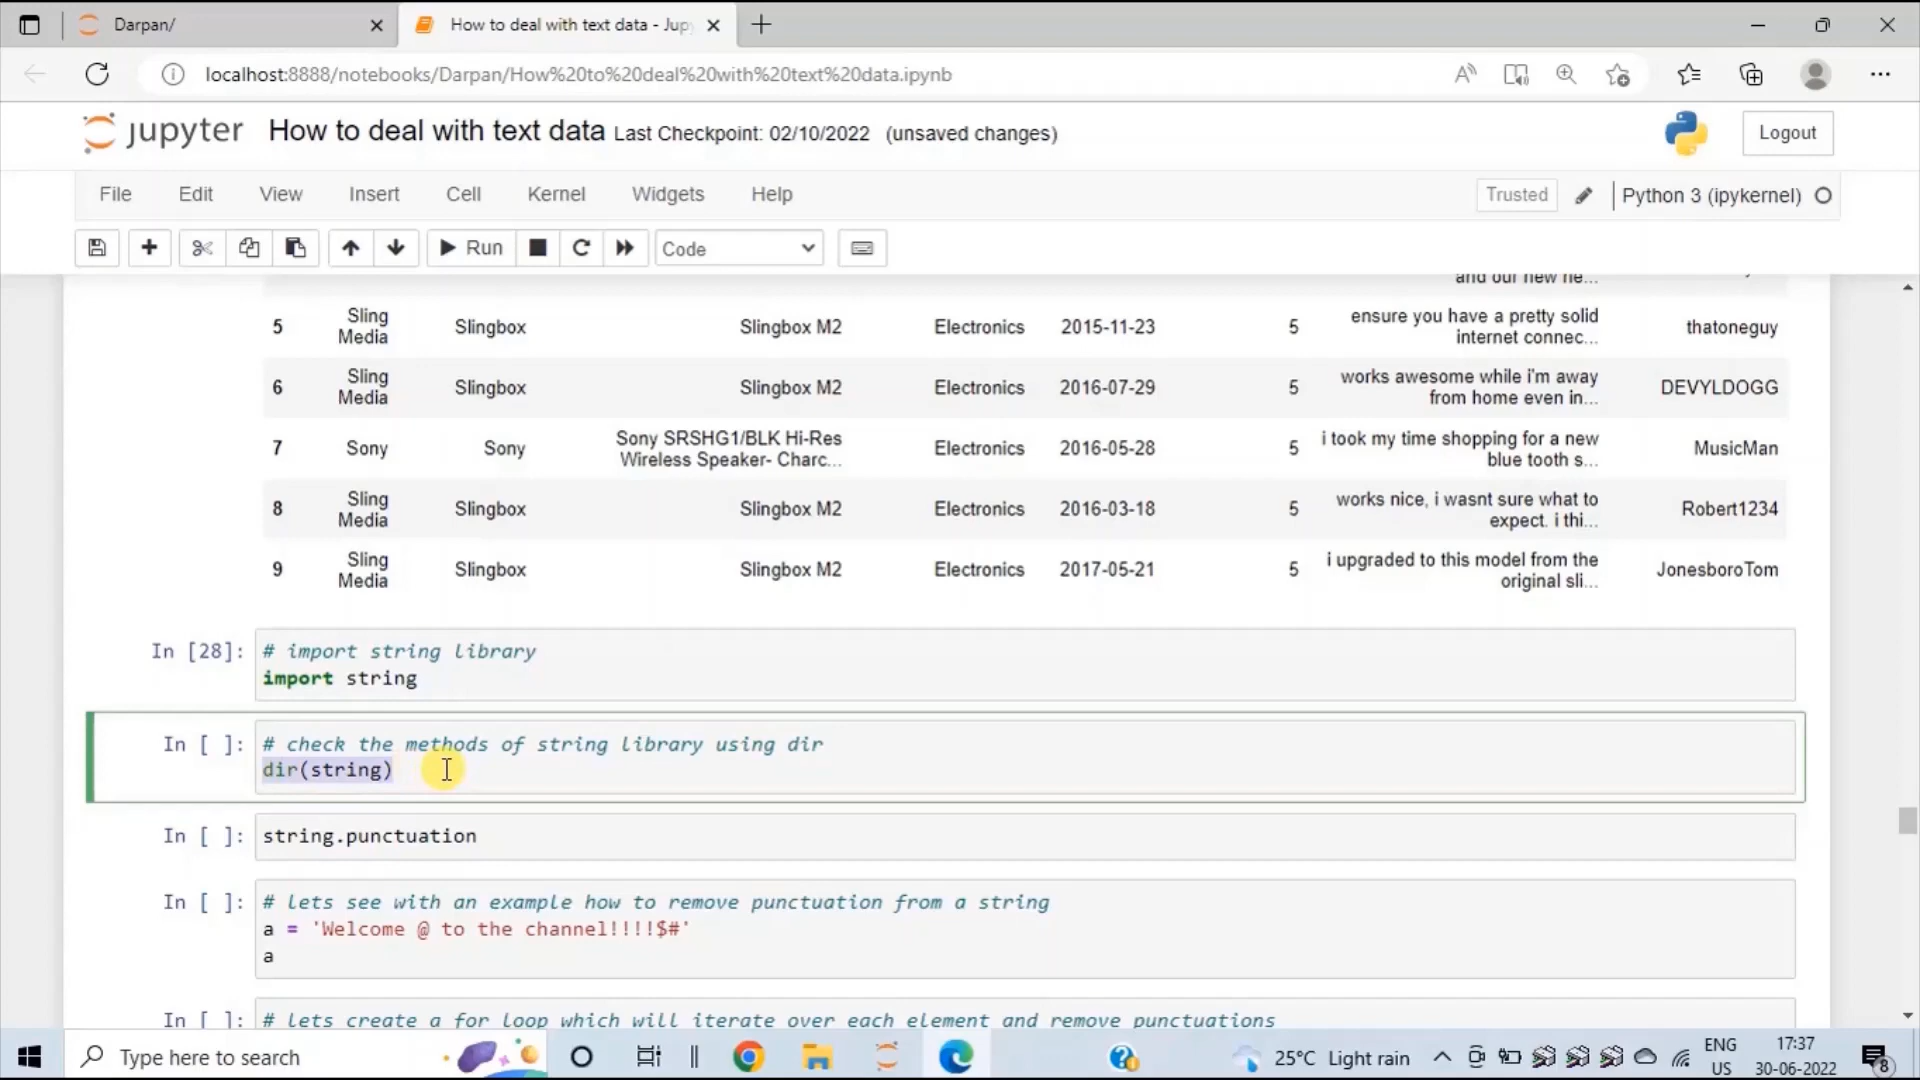 Darpan/
How to deal with text data - Jup
localhost:8888/notebooks/Darpan/How%20to%20deal%20with%20text%20data.ipynb
jupyter How to deal with text data Last Checkpoint: 02/10/2022 (unsaved changes)
Logout
File Edit View Insert Cell Kernel Widgets Help
Trusted
Python 3 (ipykernel)
Run
Code
and our new he...
5 Sling Media Slingbox Slingbox M2 Electronics 2015-11-23 5 ensure you have a pretty solid internet connec... thatoneguy
6 Sling Media Slingbox Slingbox M2 Electronics 2016-07-29 5 works awesome while i'm away from home even in... DEVYLDOGG
7 Sony Sony Sony SRSHG1/BLK Hi-Res Wireless Speaker- Charc... Electronics 2016-05-28 5 i took my time shopping for a new blue tooth s... MusicMan
8 Sling Media Slingbox Slingbox M2 Electronics 2016-03-18 5 works nice, i wasnt sure what to expect. i thi... Robert1234
9 Sling Media Slingbox Slingbox M2 Electronics 2017-05-21 5 i upgraded to this model from the original sli... JonesboroTom
In [28]: # import string library
import string
In [ ]: # check the methods of string library using dir
dir(string)
In [ ]: string.punctuation
In [ ]: # lets see with an example how to remove punctuation from a string
a = 'Welcome @ to the channel!!!!$#'
a
In [ ]: # Lets create a for loop which will iterate over each element and remove punctuations
Type here to search
25°C Light rain
ENG
US
17:37
30-06-2022
8